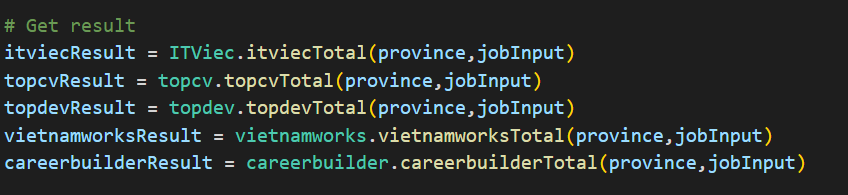 # Get result
itviecResult = ITViec.itviecTotal(province,jobInput)
topcvResult = topcv.topcvTotal(province,jobInput)
topdevResult = topdev.topdevTotal(province,jobInput)
vietnamworksResult = vietnamworks.vietnamworksTotal(province,jobInput)
careerbuilderResult = careerbuilder.careerbuilderTotal(province,jobInput)